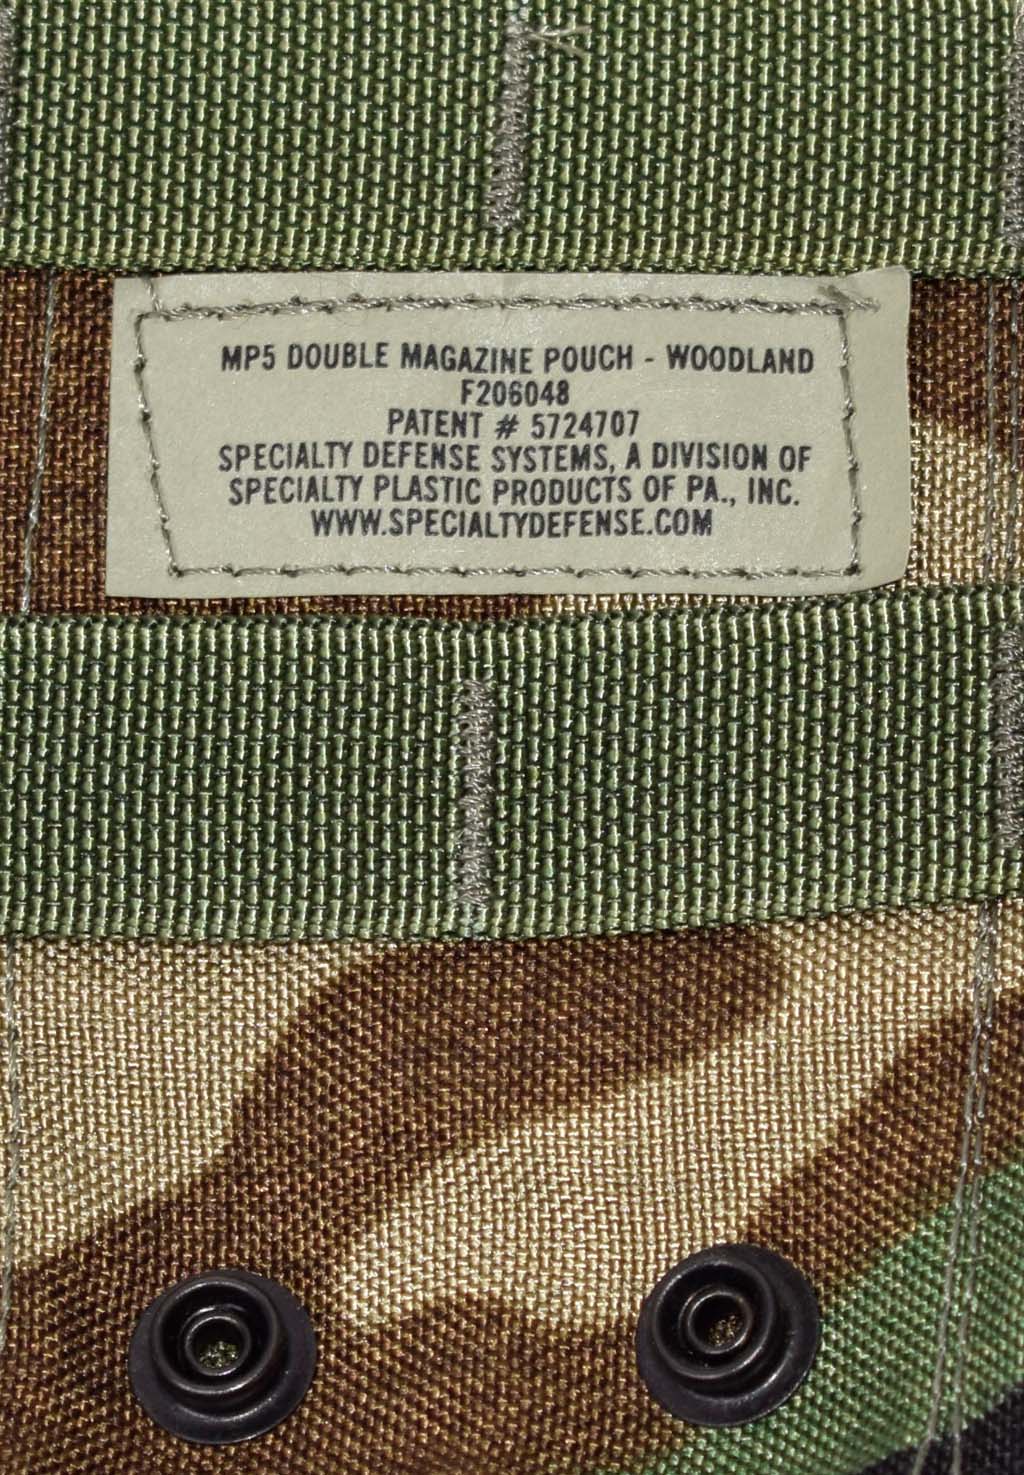 MP5 DOUBLE MAGAZINE POUCH - WOODLAND
F206048
PATENT # 5724707
SPECIALTY DEFENSE SYSTEMS, A DIVISION OF
SPECIALTY PLASTIC PRODUCTS OF PA., INC.
WWW.SPECIALTYDEFENSE.COM